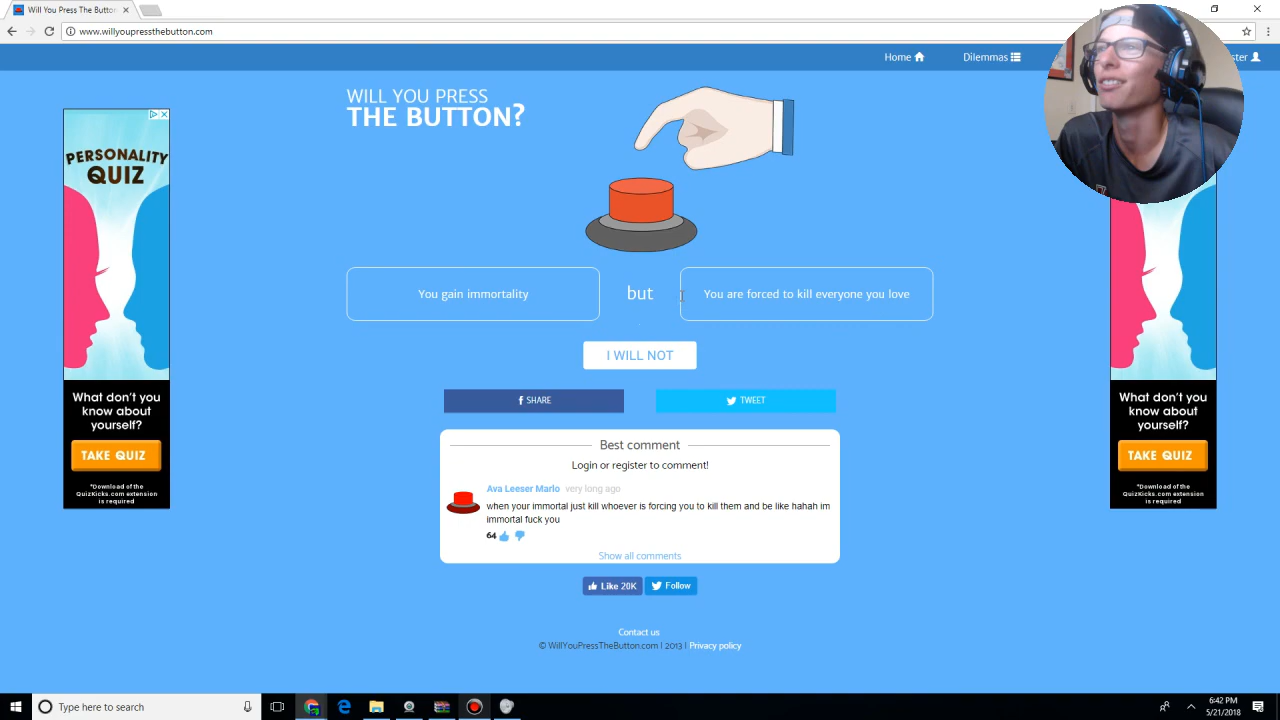 Will You Press The Button
www.willyoupressthebutton.com
Home
Dilemmas
ster
WILL YOU PRESS
THE BUTTON?
PERSONALITY
QUIZ
What don't you
know about
yourself?
TAKE QUIZ
*Download of the
QuizKicks.com extension
is required
You gain immortality
but
You are forced to kill everyone you love
I WILL NOT
SHARE
TWEET
Best comment
Login or register to comment!
Ava Leeser Marlo very long ago
when your immortal just kill whoever is forcing you to kill them and be like hahah im
immortal fuck you
64
Show all comments
Like 20K
Follow
What don't you
know about
yourself?
TAKE QUIZ
*Download of the
QuizKicks.com extension
is required
Contact us
© WillYouPressTheButton.com | 2013 | Privacy policy
Type here to search
6:42 PM
5/21/2018